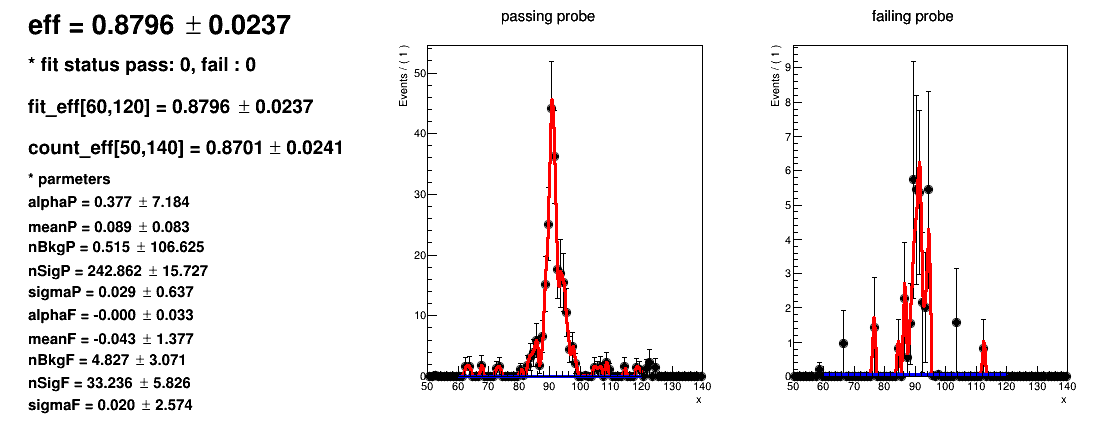 eff = 0.8796 ± 0.0237
* fit status pass: 0, fail : 0
fit_eff[60,120] = 0.8796 ± 0.0237
count_eff[50,140] = 0.8701 ± 0.0241
* parmeters
alphaP = 0.377 ± 7.184
meanP = 0.089 ± 0.083
nBkgP = 0.515 ± 106.625
nSigP = 242.862 ± 15.727
sigmaP = 0.029 ± 0.637
alphaF = -0.000 ± 0.033
meanF = -0.043 ± 1.377
nBkgF = 4.827 ± 3.071
nSigF = 33.236 ± 5.826
sigmaF = 0.020 ± 2.574
passing probe
Events / ( 1 )
50
40
30
20
10
0
50 60 70 80 90 100 110 120 130 140
x
failing probe
Events / ( 1 )
9
8
7
6
5
4
3
2
1
0
50 60 70 80 90 100 110 120 130 140
x